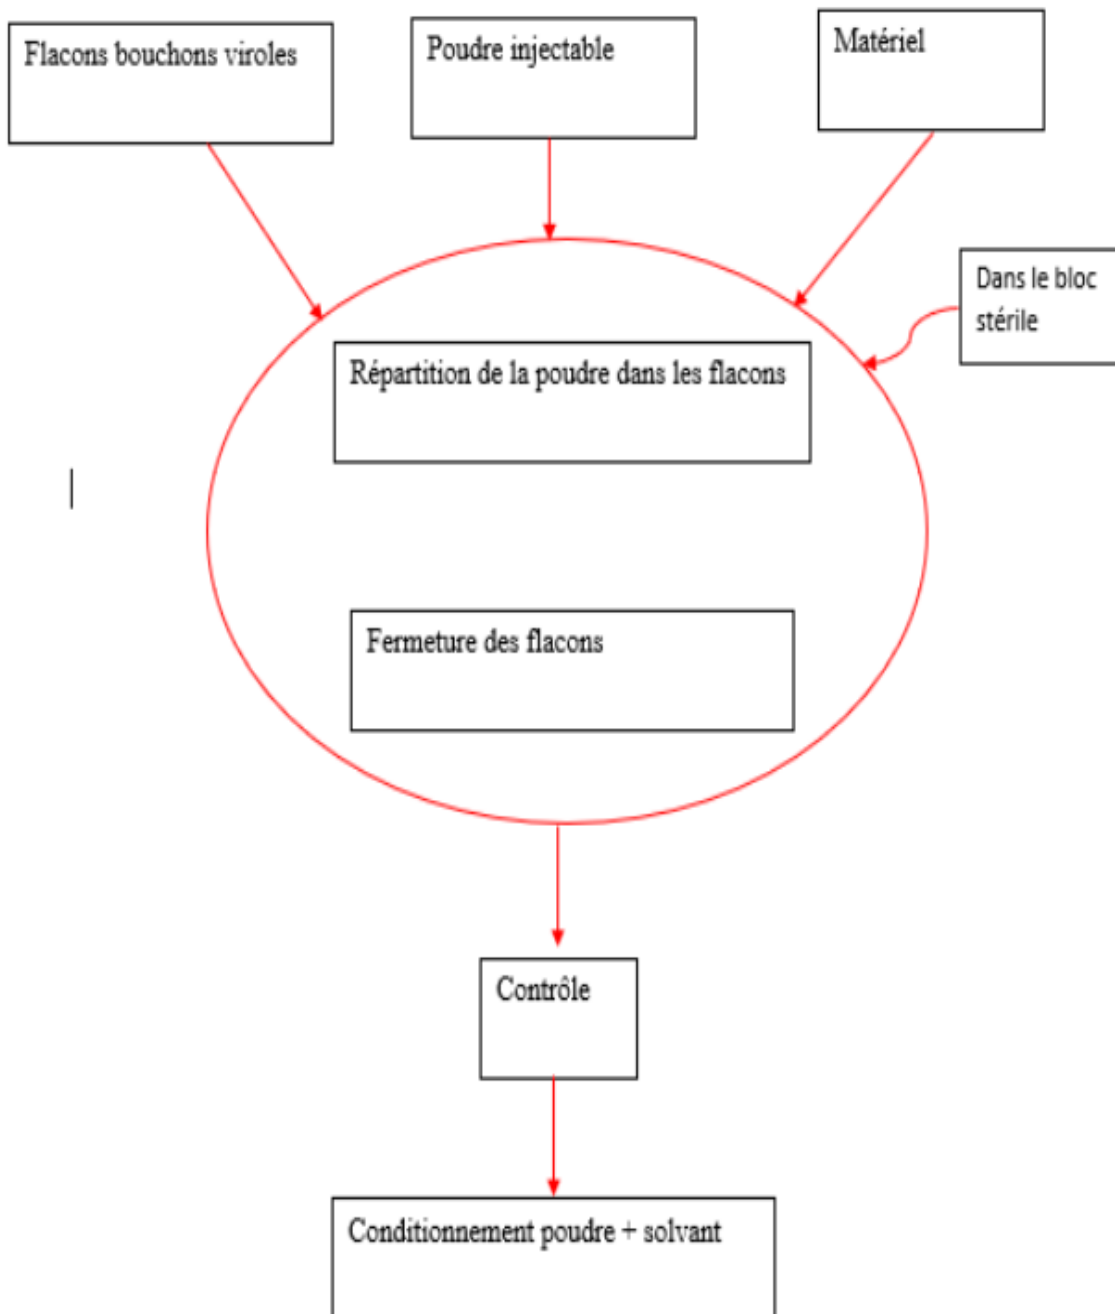 Flacons bouchons viroles
Poudre injectable
Matériel
Dans le bloc
stérile
Répartition de la poudre dans les flacons
Fermeture des flacons
Contrôle
Conditionnement poudre + solvant